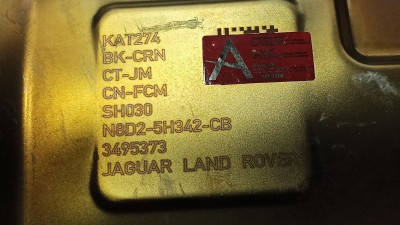 KAT274
BK-CRN
CT-JM
CN-FCM
SH030
N8D2-5H342-CB
3495373
JAGUAR LAND ROVER
A